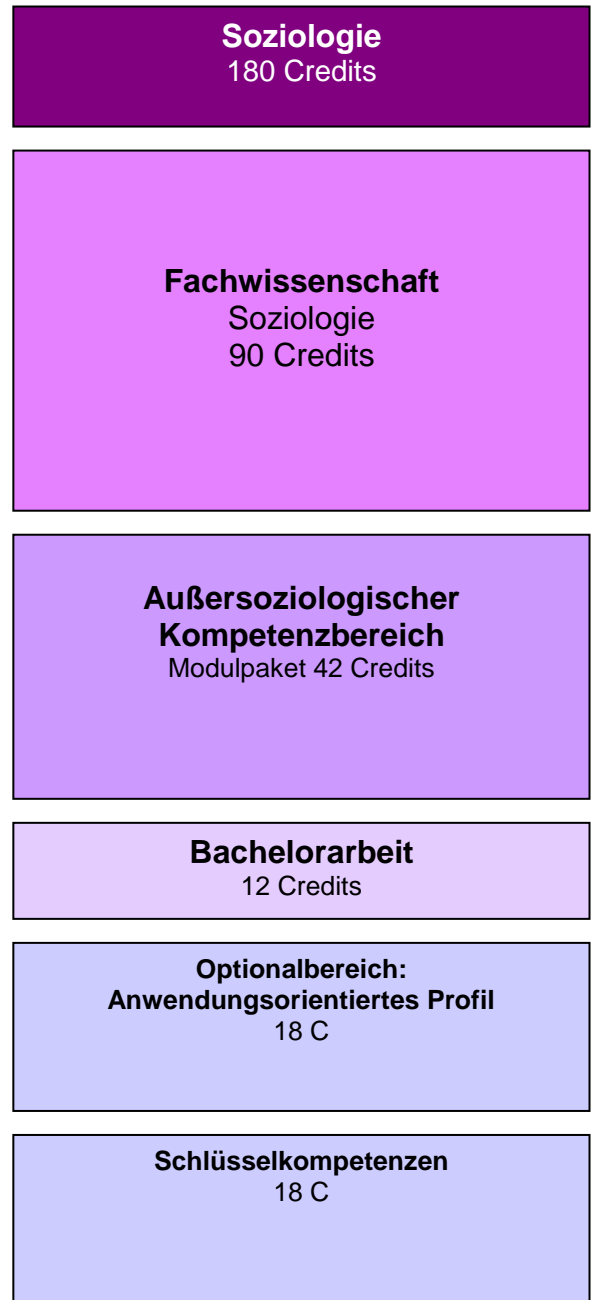 Soziologie
180 Credits
Fachwissenschaft
Soziologie
90 Credits
Außersoziologischer
Kompetenzbereich
Modulpaket 42 Credits
Bachelorarbeit
12 Credits
Optionalbereich:
Anwendungsorientiertes Profil
18 C
Schlüsselkompetenzen
18 C